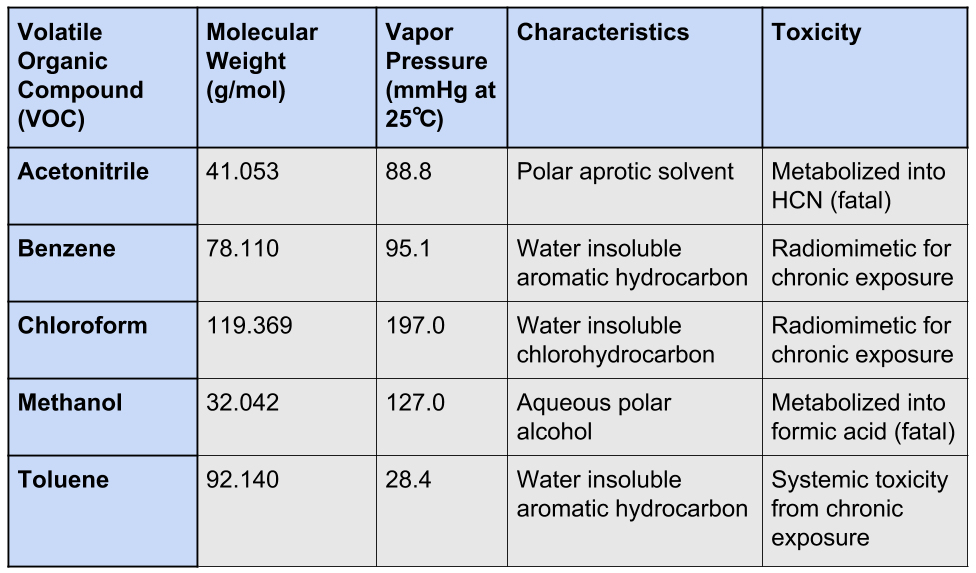 Volatile
Organic
Compound
(VOC)
Molecular
Weight
(g/mol)
Vapor
Pressure
(mmHg at
25℃)
Characteristics
Toxicity
Acetonitrile
41.053
88.8
Polar aprotic solvent
Metabolized into
HCN (fatal)
Benzene
78.110
95.1
Water insoluble
aromatic hydrocarbon
Radiomimetic for
chronic exposure
Chloroform
119.369
197.0
Water insoluble
chlorohydrocarbon
Radiomimetic for
chronic exposure
Methanol
32.042
127.0
Aqueous polar
alcohol
Metabolized into
formic acid (fatal)
Toluene
92.140
28.4
Water insoluble
aromatic hydrocarbon
Systemic toxicity
from chronic
exposure